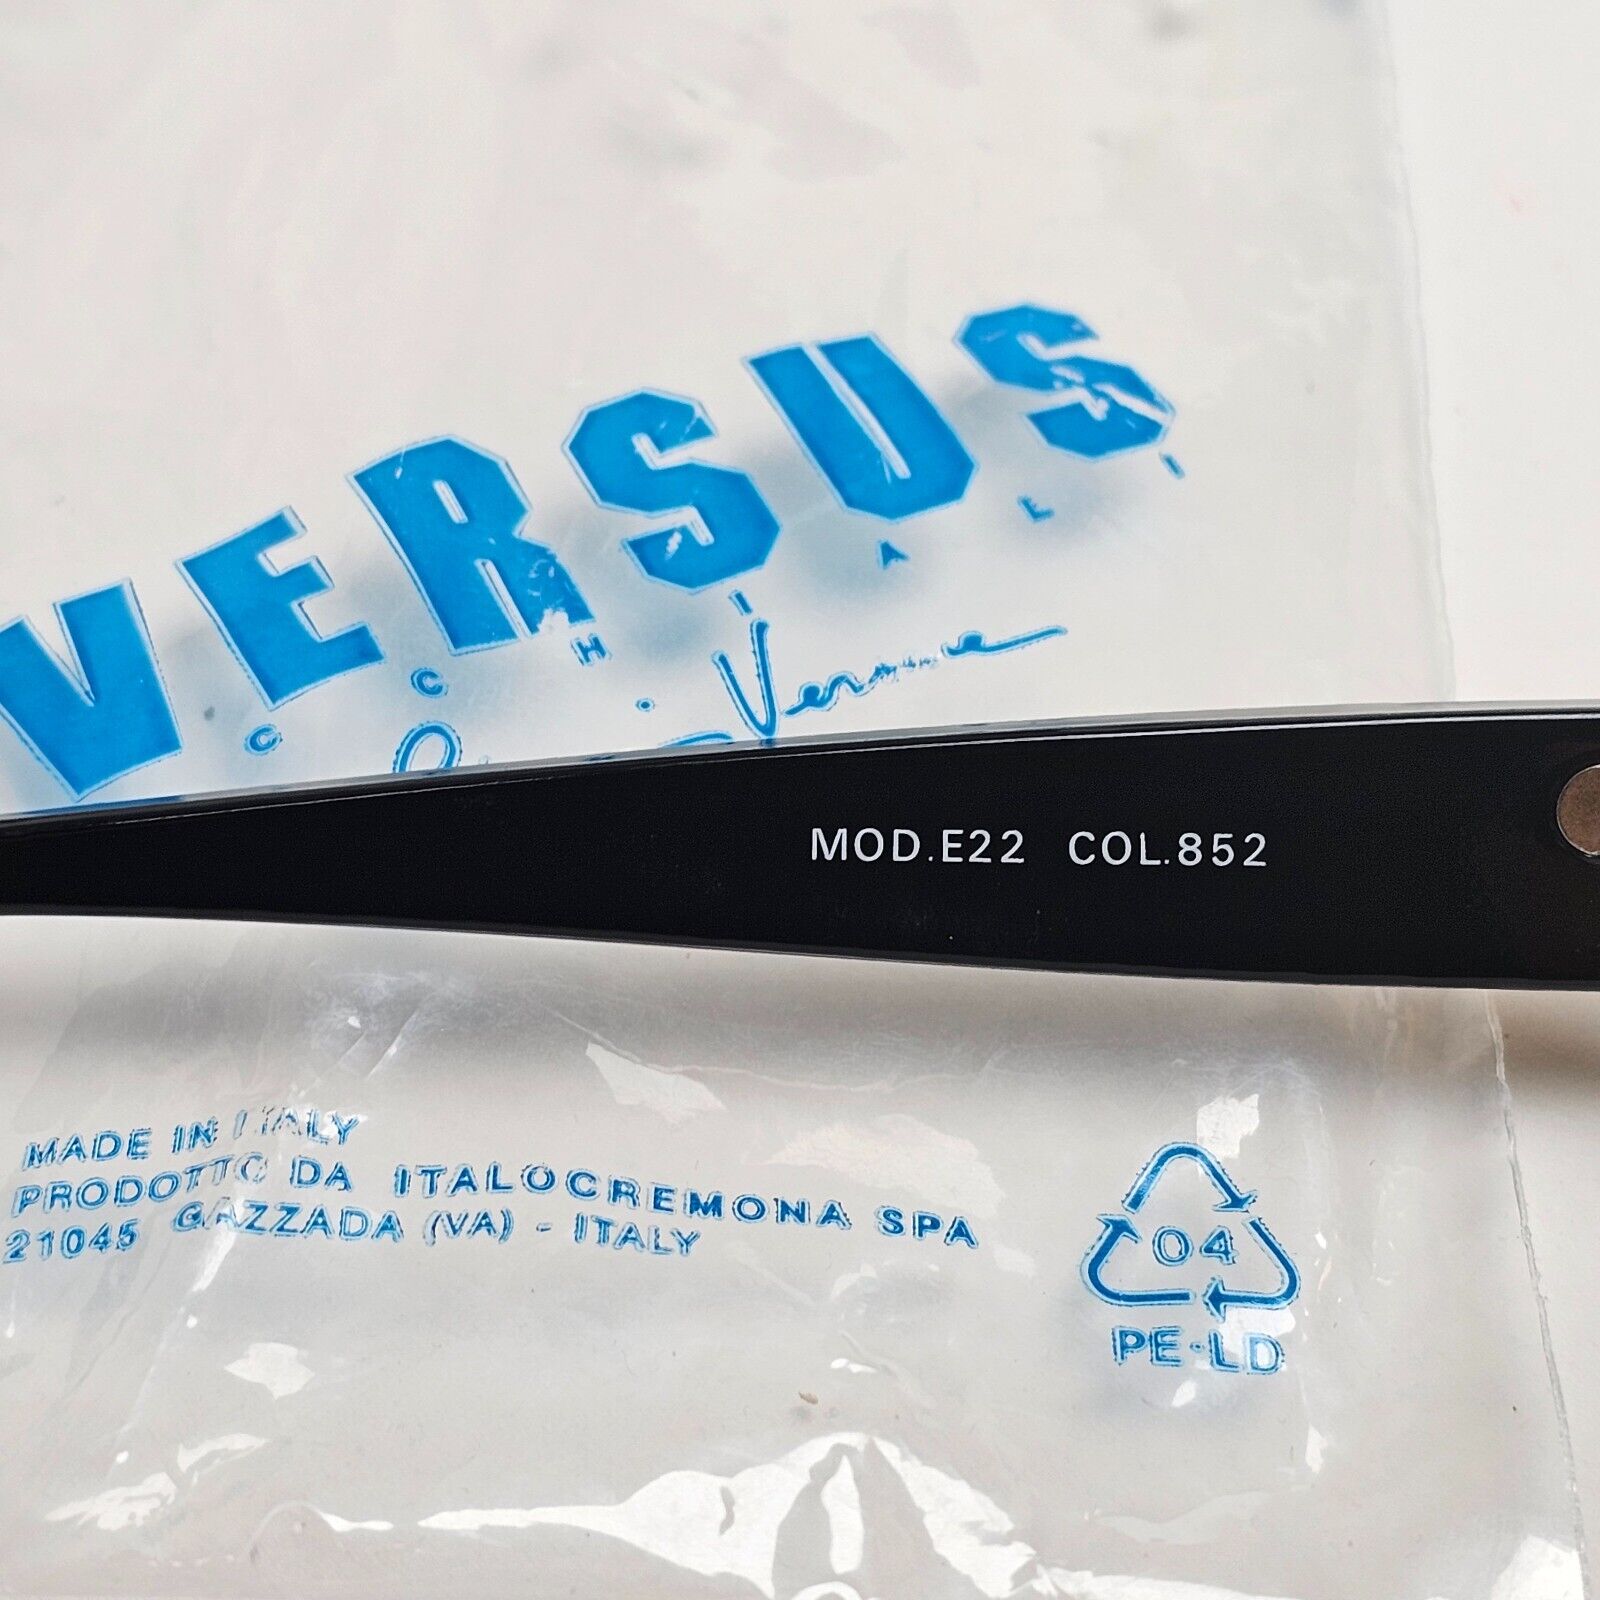 VERSUS
OCCHIALI
Versace
MOD.E22 COL.852
MADE IN ITALY
PRODOTTO DA ITALOCREMONA SPA
21045 GAZZADA (VA) - ITALY
04
PE-LD